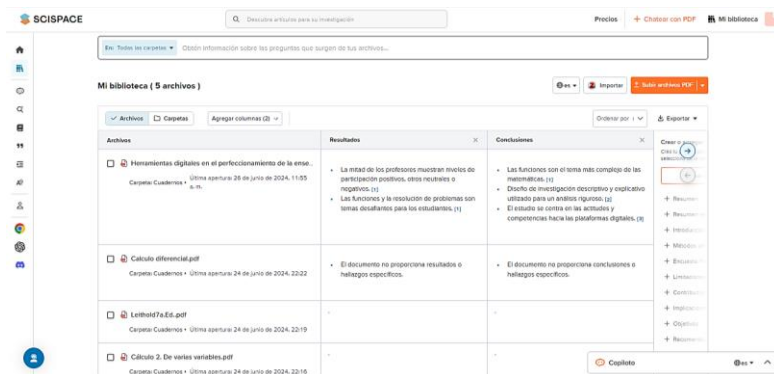 SCISPACE
Descubra artículos para su investigación
Precios
+ Chatear con PDF
Mi biblioteca
En: Todas las carpetas
Obtén información sobre las preguntas que surgen de tus archivos...
Mi biblioteca ( 5 archivos )
es
Importar
Subir archivos PDF
Archivos
Carpetas
Agregar columnas (2)
Ordenar por
Exportar
Archivos
Resultados
Conclusiones
Herramientas digitales en el perfeccionamiento de la ense..
Carpeta: Cuadernos • Última apertura: 26 de junio de 2024, 11:55
a. m.
• La mitad de los profesores muestran niveles de
participación positivos, otros neutrales o
negativos. [1]
• Las funciones y la resolución de problemas son
temas desafiantes para los estudiantes. [1]
• Las funciones son el tema más complejo de las
matemáticas. [1]
• Diseño de investigación descriptivo y explicativo
utilizado para un análisis riguroso. [2]
• El estudio se centra en las actitudes y
competencias hacia las plataformas digitales. [3]
Calculo diferencial.pdf
Carpeta: Cuadernos • Última apertura: 24 de junio de 2024, 22:22
• El documento no proporciona resultados o
hallazgos específicos.
• El documento no proporciona conclusiones o
hallazgos específicos.
Leithold7a.Ed..pdf
Carpeta: Cuadernos • Última apertura: 24 de junio de 2024, 22:19
Cálculo 2. De varias variables.pdf
Carpeta: Cuadernos • Última apertura: 24 de junio de 2024, 22:16
+ Resumen
+ Resumen
+ Métodos
+ Objetivo
Copiloto
es